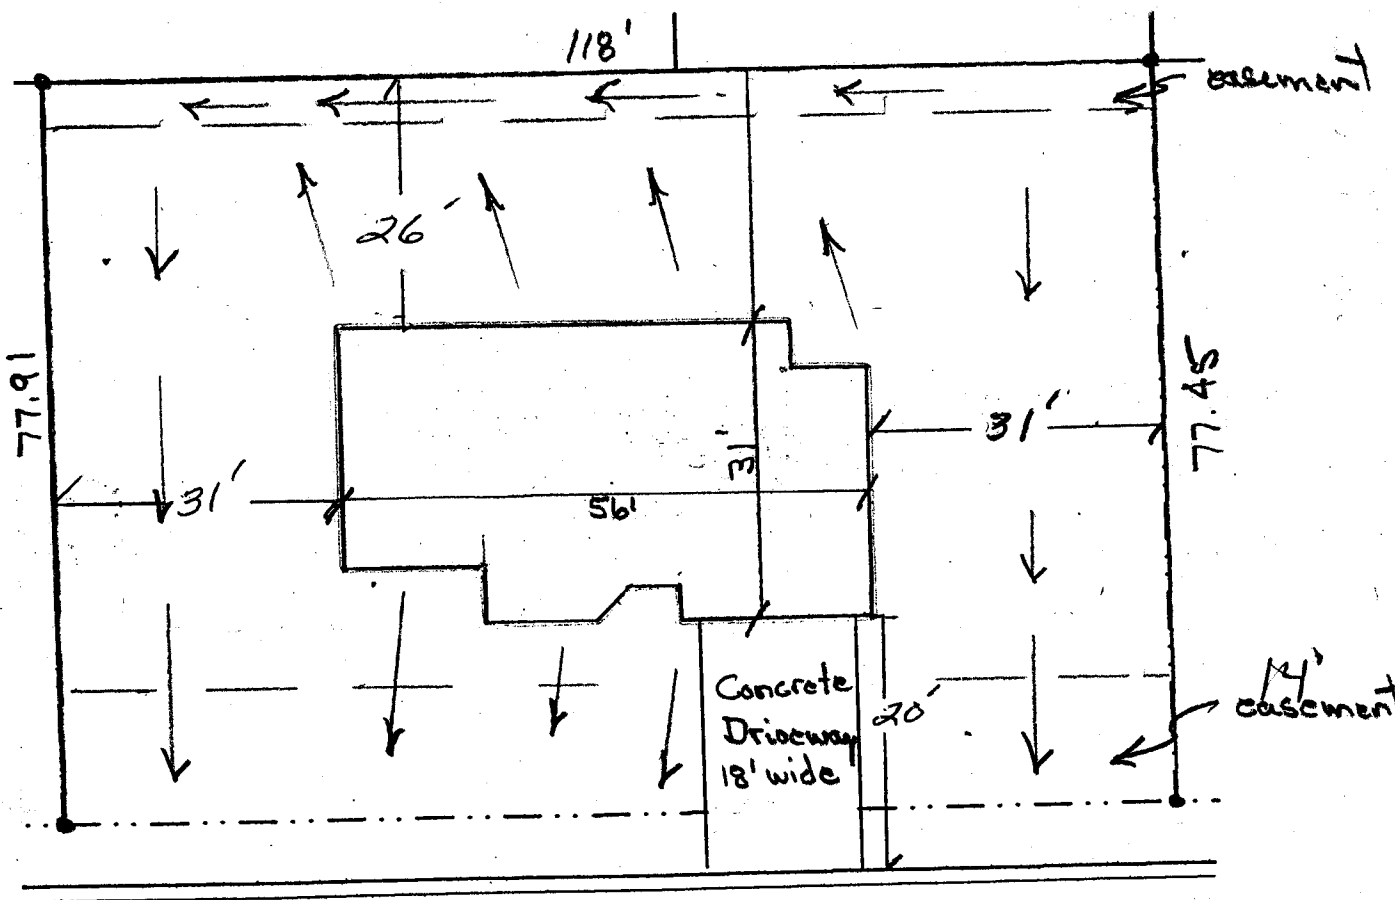 118'
easement
26'
77.91
77.45
31'
31'
31'
56'
14'
easement
Concrete
Driveway
18' wide
20'